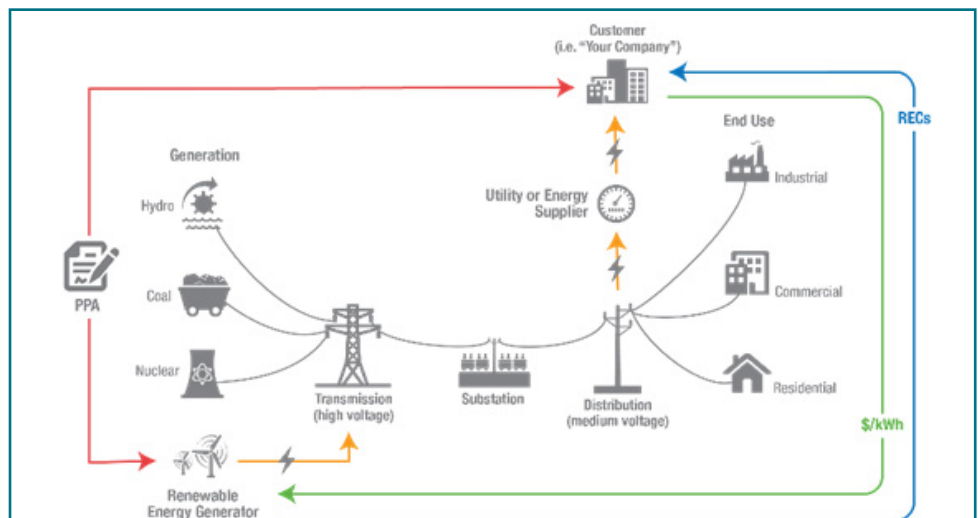 Customer
(i.e. "Your Company")
RECs
End Use
Generation
Industrial
Hydro
Utility or Energy
Supplier
PPA
Coal
Commercial
Nuclear
Transmission
(high voltage)
Substation
Distribution
(medium voltage)
Residential
$/kWh
Renewable
Energy Generator